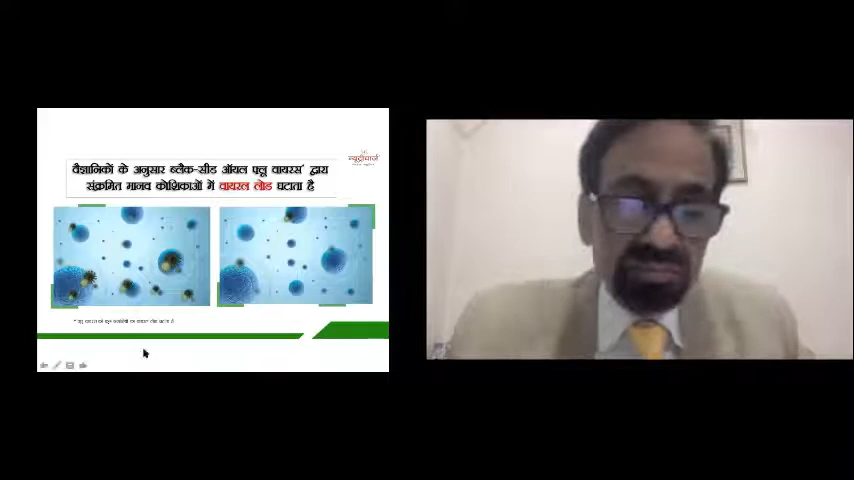 वैज्ञानिकों के अनुसार ब्लैक-सीड ऑयल फ्लू वायरस* द्वारा
संक्रमित मानव कोशिकाओं में वायरल लोड घटाता है
न्यूट्रीचार्ज